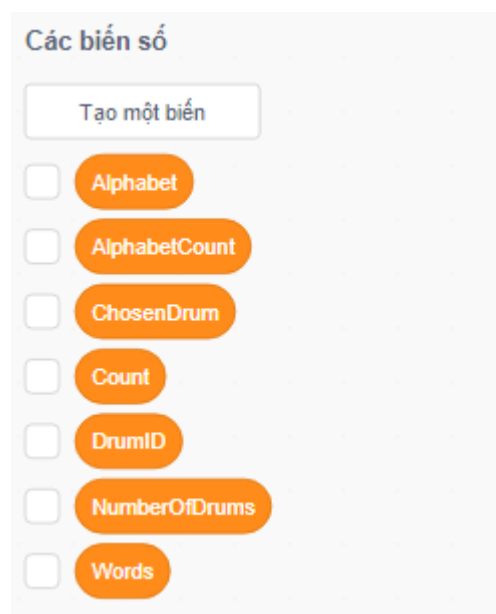 Các biến số
Tạo một biến
Alphabet
AlphabetCount
ChosenDrum
Count
DrumID
NumberOfDrums
Words